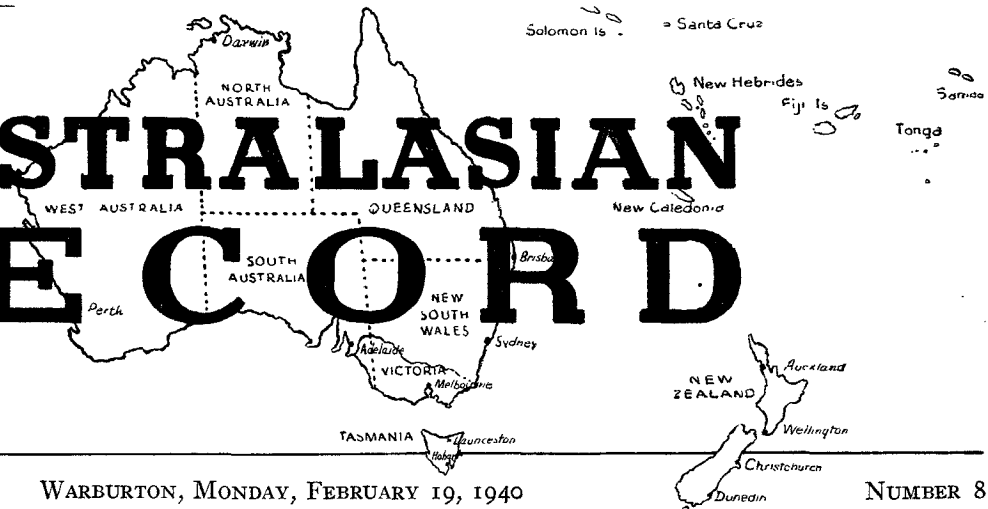 Solomon Is
Santa Cruz
Darwin
NORTH
AUSTRALIA
New Hebrides
Fiji Is
Samoa
Tonga
STRALASIAN
WEST AUSTRALIA
QUEENSLAND
New Caledonia
ECORD
SOUTH
AUSTRALIA
Brisba
Perth
NEW
SOUTH
WALES
Sydney
Adelaide
VICTORIA
Melbourne
Auckland
NEW
ZEALAND
Wellington
TASMANIA
Launceston
Hobart
Christchurch
Dunedin
WARBURTON, MONDAY, FEBRUARY 19, 1940 NUMBER 8